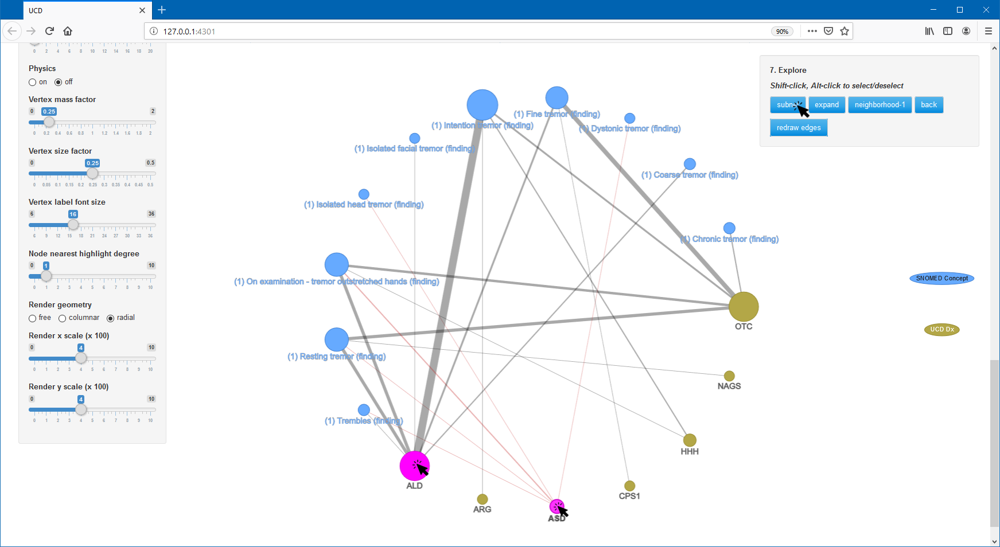 UCD
127.0.0.1:4301
90%
0 2 4 6 8 10 12 14 16 18 20
Physics
on off
Vertex mass factor
0 0.25 2
0 0.2 0.4 0.6 0.8 1 1.2 1.4 1.6 1.8 2
Vertex size factor
0 0.25 0.5
0 0.05 0.1 0.15 0.2 0.25 0.3 0.35 0.4 0.45 0.5
Vertex label font size
6 16 36
6 9 12 15 18 21 24 27 30 33 36
Node nearest highlight degree
0 1 10
0 1 2 3 4 5 6 7 8 9 10
Render geometry
free columnar radial
Render x scale (x 100)
0 4 10
0 1 2 3 4 5 6 7 8 9 10
Render y scale (x 100)
0 4 10
0 1 2 3 4 5 6 7 8 9 10
(1) Fine tremor (finding)
(1) Intention tremor (finding)
(1) Dystonic tremor (finding)
(1) Isolated facial tremor (finding)
(1) Coarse tremor (finding)
(1) Isolated head tremor (finding)
(1) Chronic tremor (finding)
(1) On examination - tremor outstretched hands (finding)
OTC
(1) Resting tremor (finding)
NAGS
(1) Trembles (finding)
HHH
ALD
CPS1
ARG
ASD
7. Explore
Shift-click, Alt-click to select/deselect
expand neighborhood-1 back
redraw edges
SNOMED Concept
UCD Dx